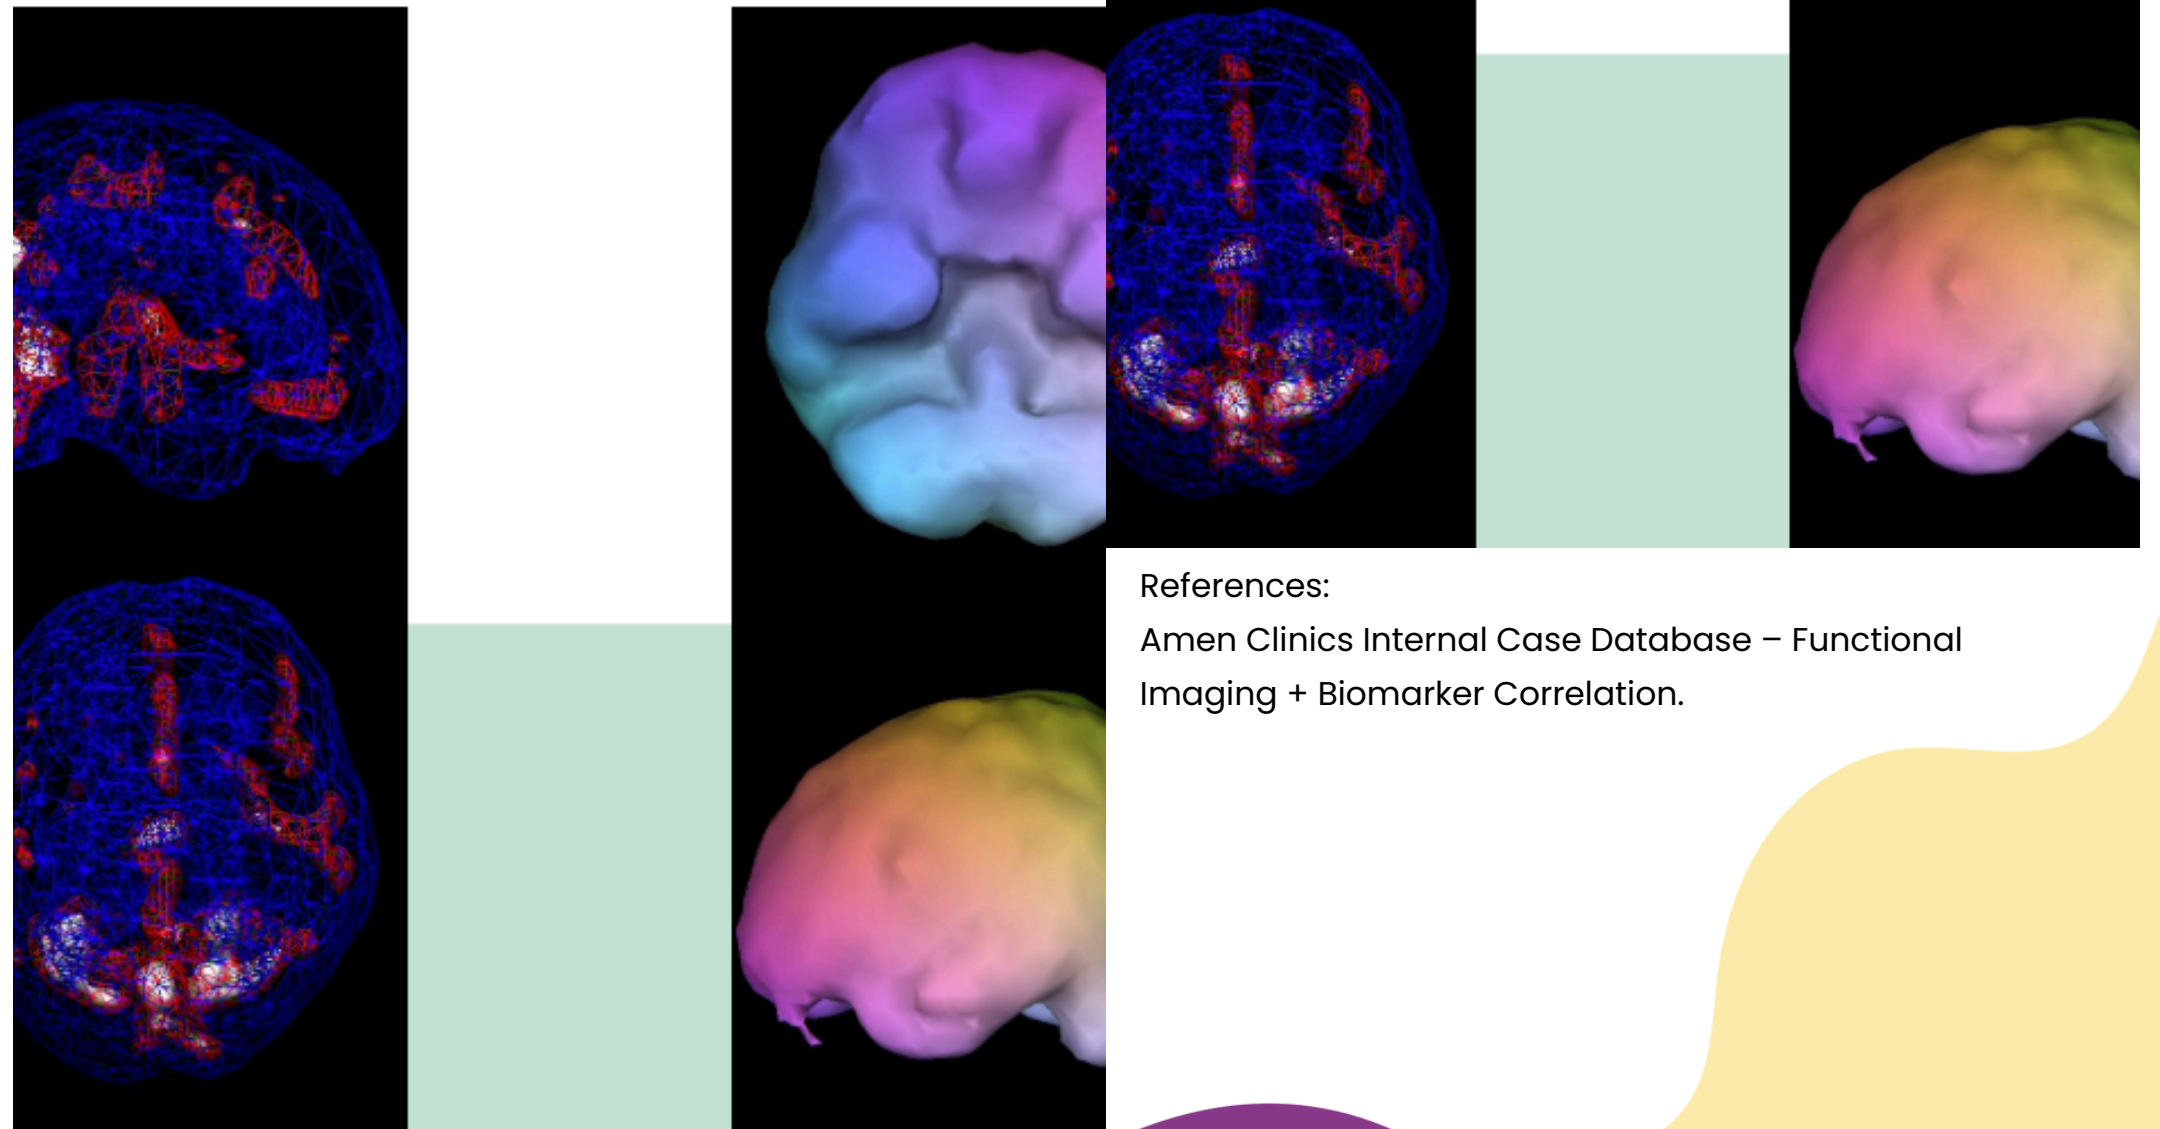 References:
Amen Clinics Internal Case Database – Functional
Imaging + Biomarker Correlation.